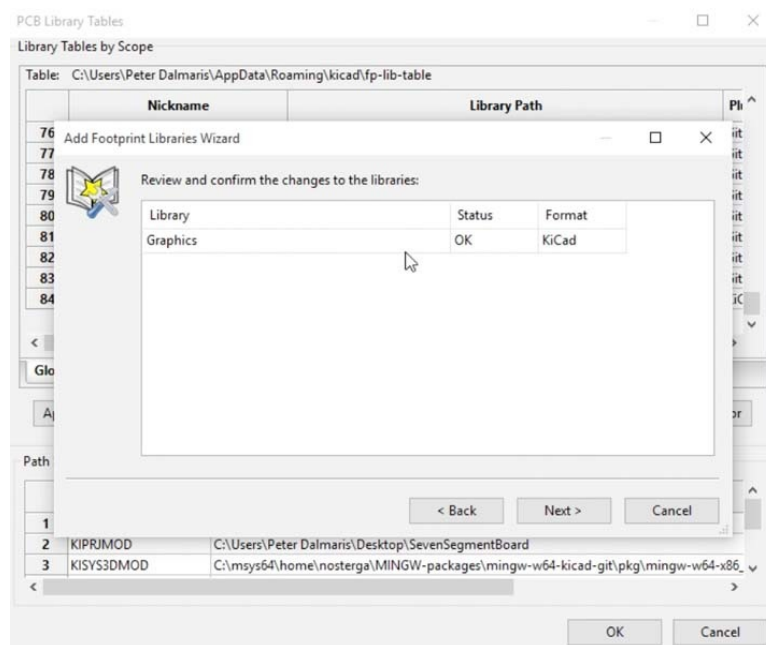 PCB Library Tables
Library Tables by Scope
Table: C:\Users\Peter Dalmaris\AppData\Roaming\kicad\fp-lib-table
Nickname Library Path
76
77
78
79
80
81
82
83
84
Add Footprint Libraries Wizard
Review and confirm the changes to the libraries:
Library Status Format
Graphics OK KiCad
< Back Next > Cancel
Path
1
2 KIPRJMOD C:\Users\Peter Dalmaris\Desktop\SevenSegmentBoard
3 KISYS3DMOD C:\msys64\home\nosterga\MINGW-packages\mingw-w64-kicad-git\pkg\mingw-w64-x86_
OK Cancel